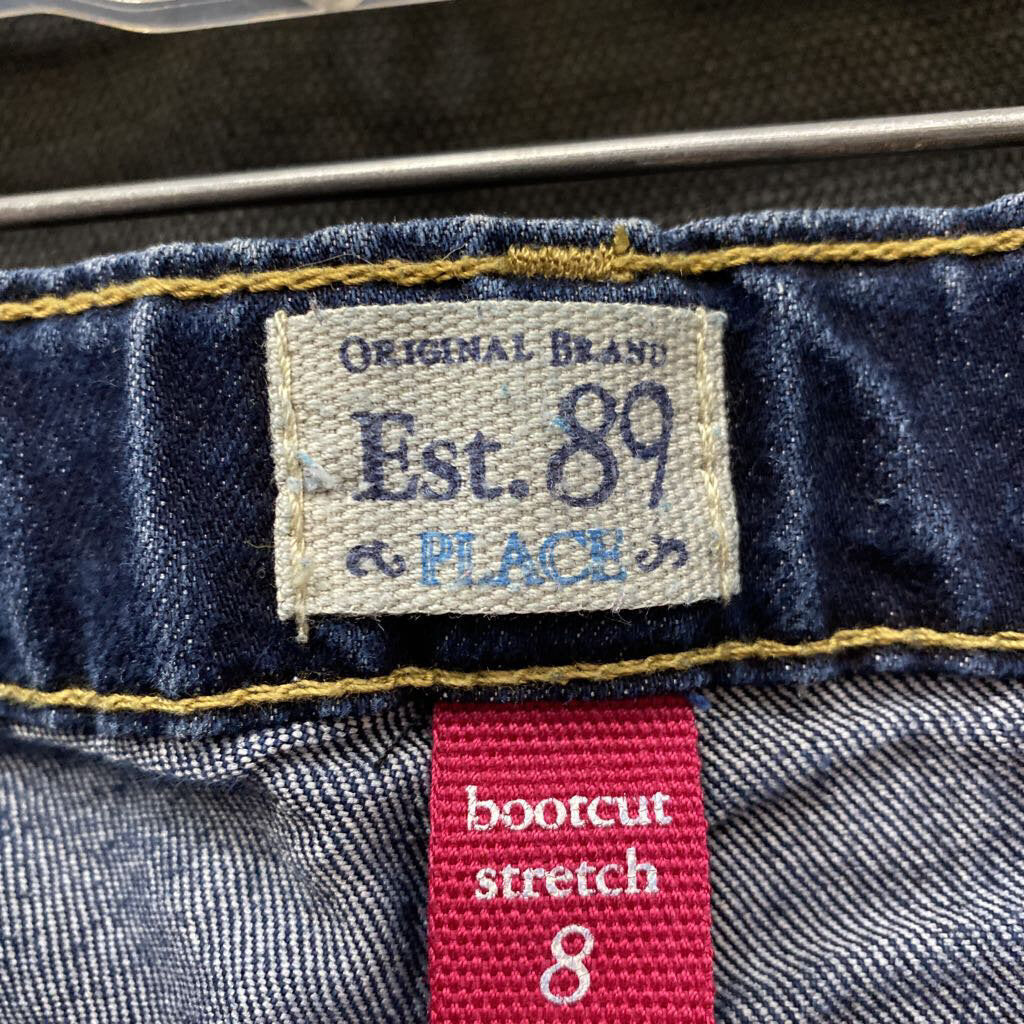 ORIGINAL BRAND
Est. 89
PLACE
bootcut
stretch
8